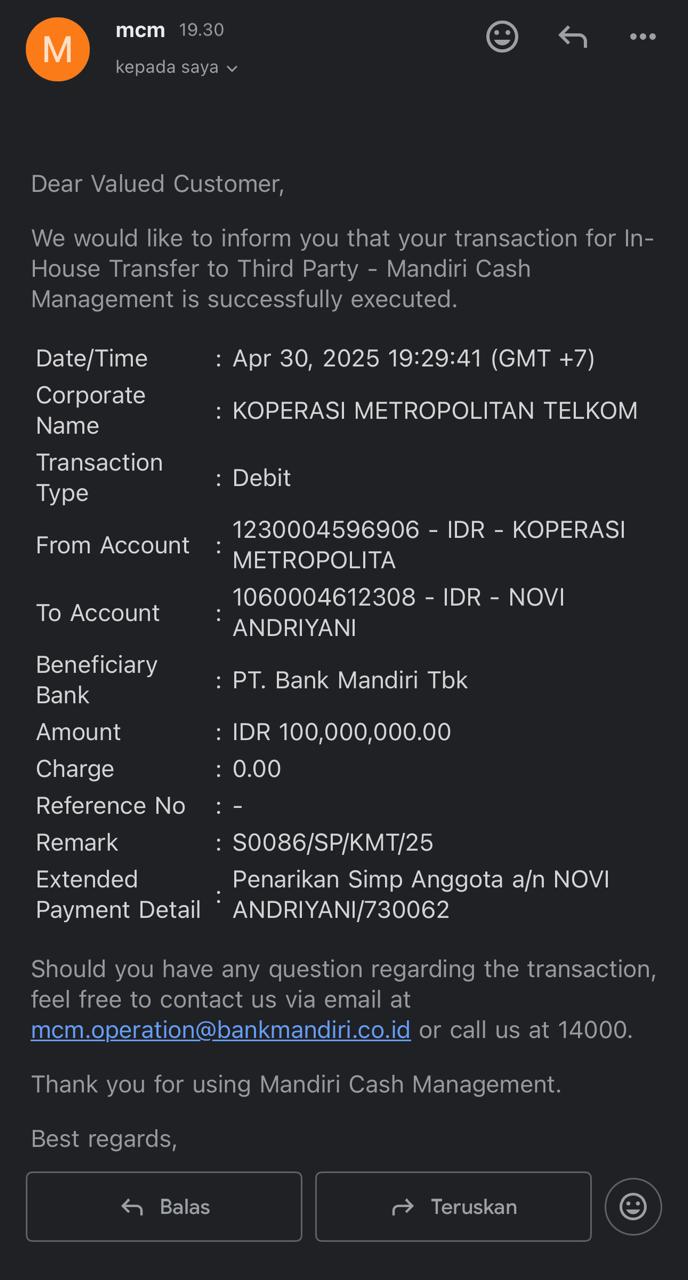 M
mcm 19.30
kepada saya
Dear Valued Customer,
We would like to inform you that your transaction for In-
House Transfer to Third Party - Mandiri Cash
Management is successfully executed.
Date/Time : Apr 30, 2025 19:29:41 (GMT +7)
Corporate
Name : KOPERASI METROPOLITAN TELKOM
Transaction
Type : Debit
From Account : 1230004596906 - IDR - KOPERASI
METROPOLITA
To Account : 1060004612308 - IDR - NOVI
ANDRIYANI
Beneficiary
Bank : PT. Bank Mandiri Tbk
Amount : IDR 100,000,000.00
Charge : 0.00
Reference No : -
Remark : S0086/SP/KMT/25
Extended
Payment Detail : Penarikan Simp Anggota a/n NOVI
ANDRIYANI/730062
Should you have any question regarding the transaction,
feel free to contact us via email at
mcm.operation@bankmandiri.co.id or call us at 14000.
Thank you for using Mandiri Cash Management.
Best regards,
Balas
Teruskan